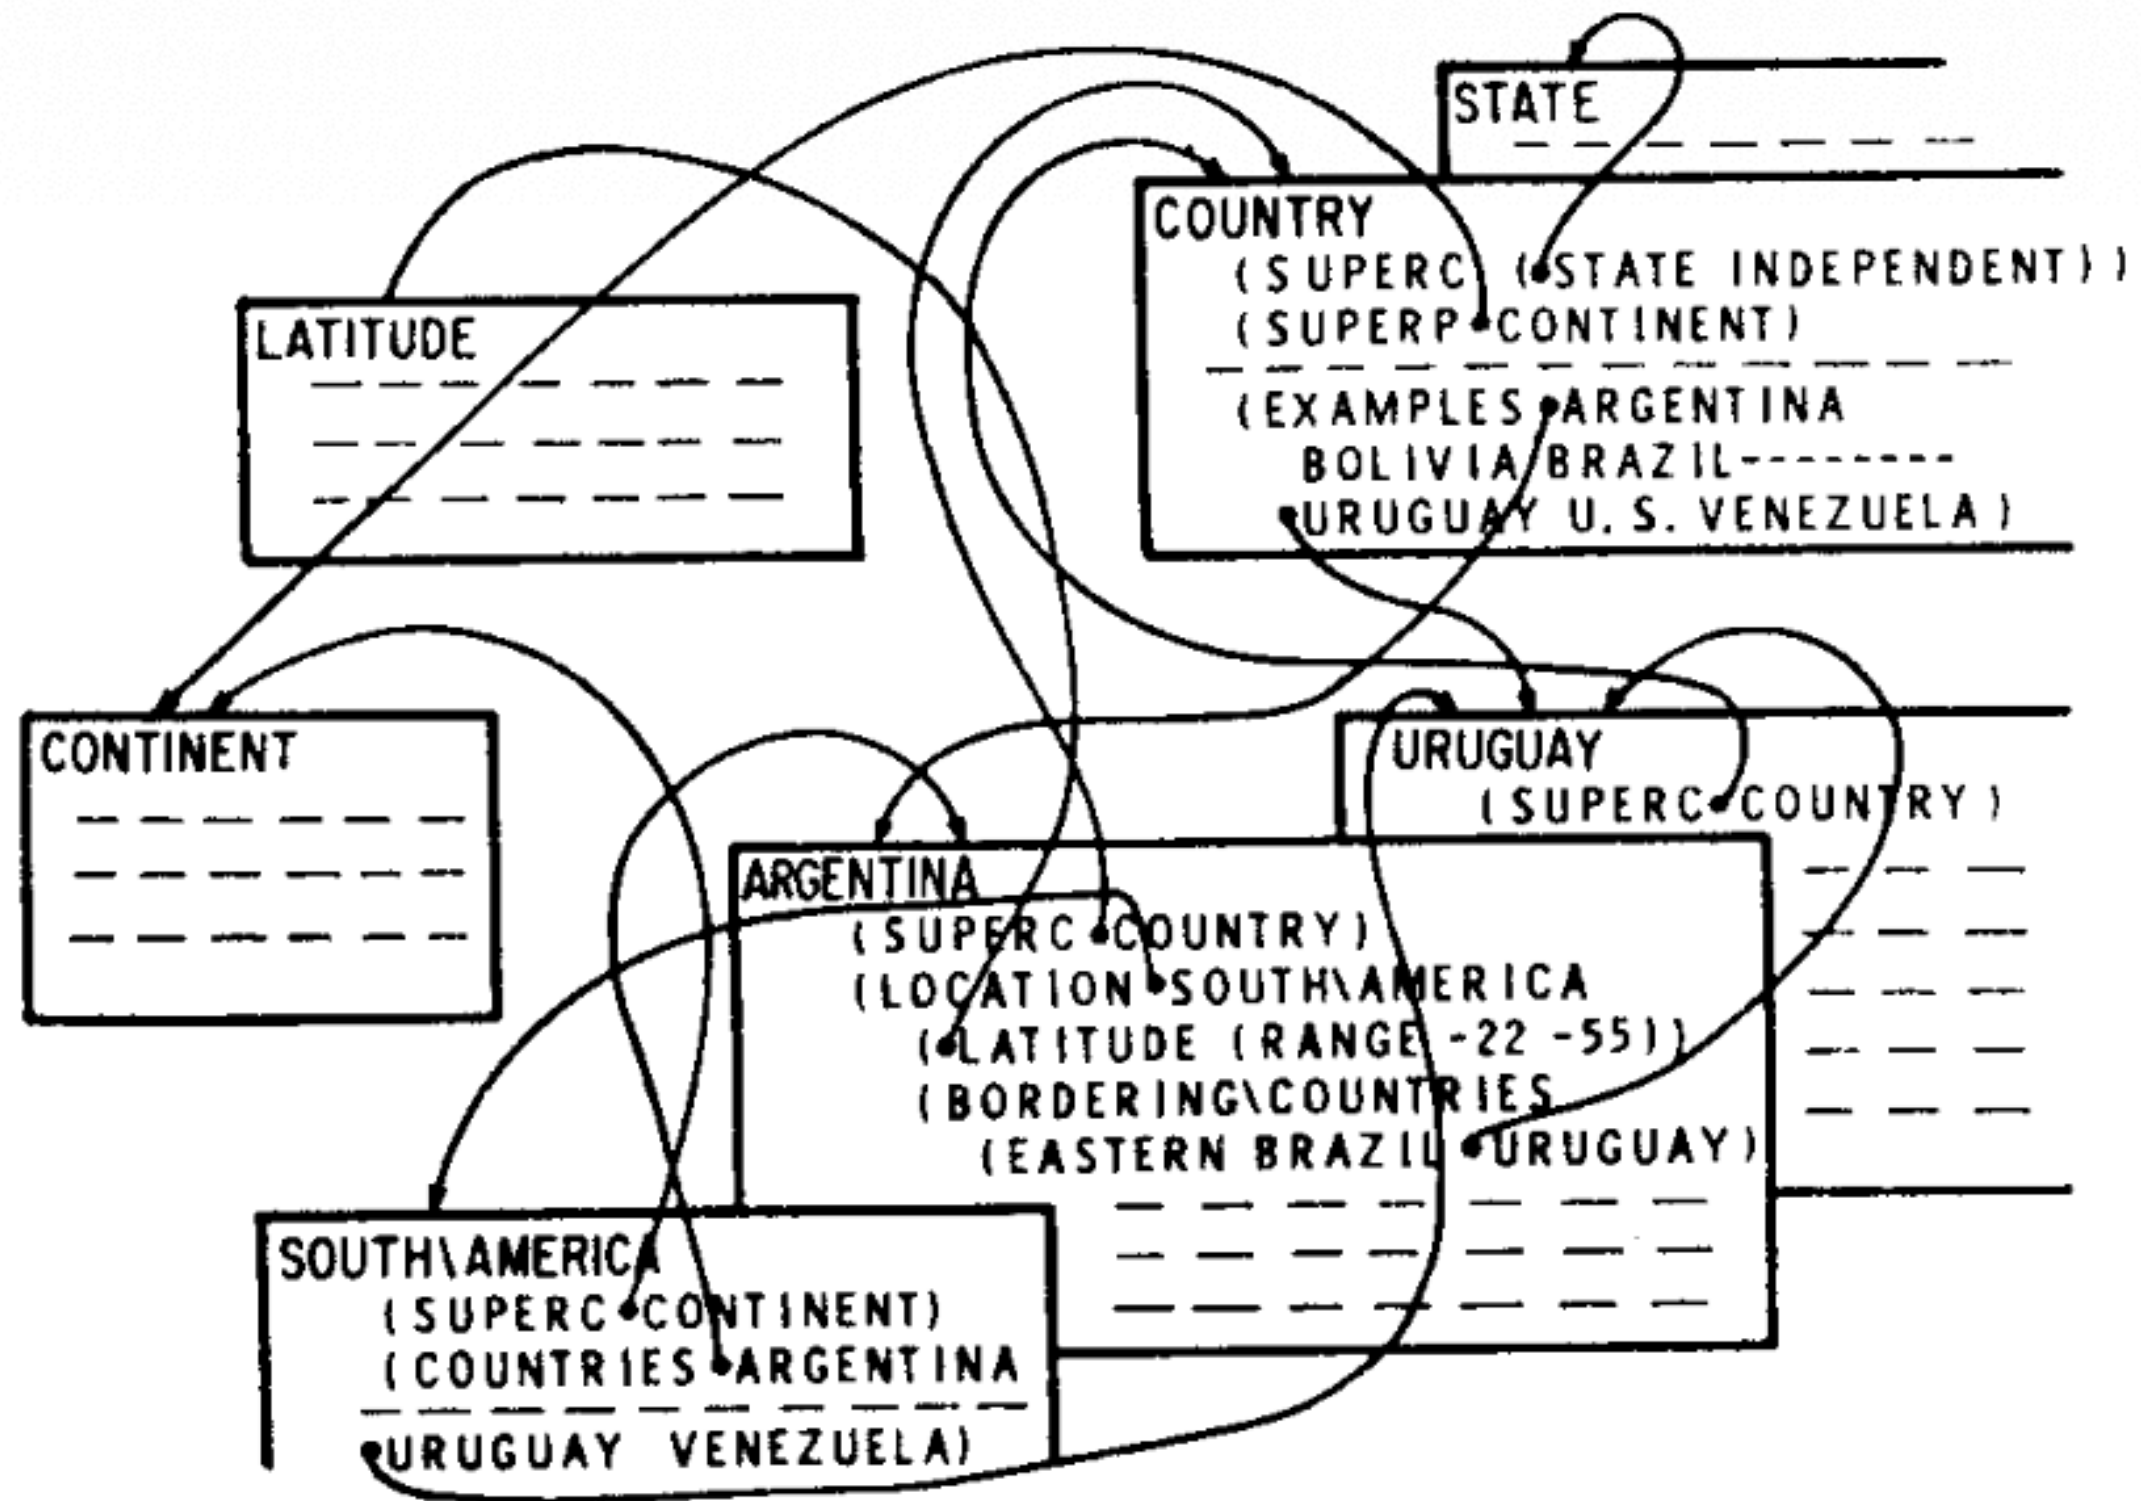 STATE
COUNTRY
(SUPERC (STATE INDEPENDENT))
(SUPERP CONTINENT)
(EXAMPLES ARGENTINA
BOLIVIA BRAZIL--------
URUGUAY U.S. VENEZUELA)
LATITUDE
CONTINENT
URUGUAY
(SUPERC COUNTRY)
ARGENTINA
(SUPERC COUNTRY)
(LOCATION SOUTH\AMERICA
(LATITUDE (RANGE -22 -55))
(BORDERING\COUNTRIES
(EASTERN BRAZIL URUGUAY)
SOUTH\AMERICA
(SUPERC CONTINENT)
(COUNTRIES ARGENTINA
URUGUAY VENEZUELA)